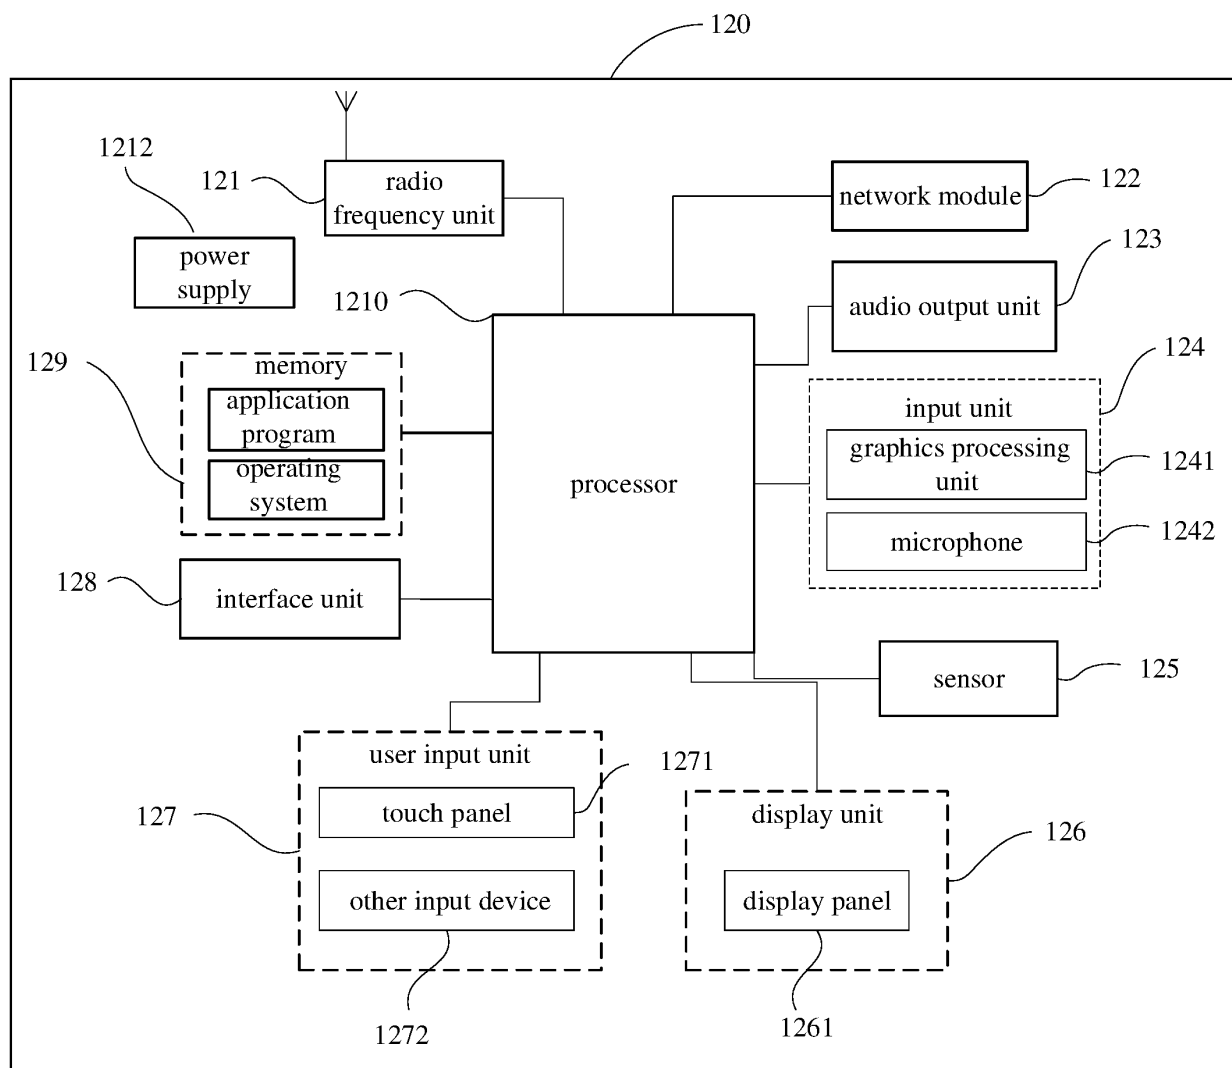 120
1212
121
radio
frequency unit
network module
122
123
power
supply
1210
audio output unit
124
129
memory
application
program
operating
system
processor
input unit
graphics processing
unit
1241
microphone
1242
128
interface unit
sensor
125
user input unit
1271
touch panel
127
other input device
1272
display unit
126
display panel
1261